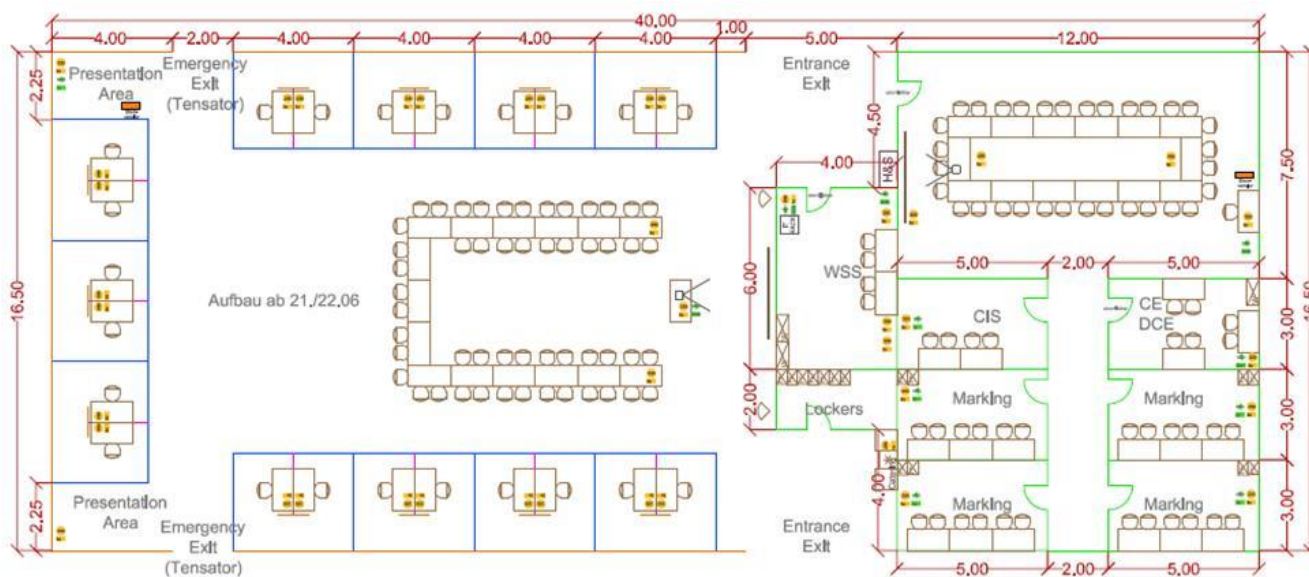 40.00
1.00
4.00
2.00
4.00
4.00
4.00
4.00
5.00
12.00
2.25
Presentation
Area
Emergency
Exit
(Tensator)
Entrance
Exit
4.50
7.50
4.00
H&S
16.50
Aufbau ab 21./22.06
6.00
WSS
5.00
2.00
5.00
CIS
CE
DCE
3.00
16.50
2.00
Lockers
Marking
Marking
3.00
4.00
Marking
Marking
3.00
2.25
Presentation
Area
Emergency
Exit
(Tensator)
Entrance
Exit
5.00
2.00
5.00